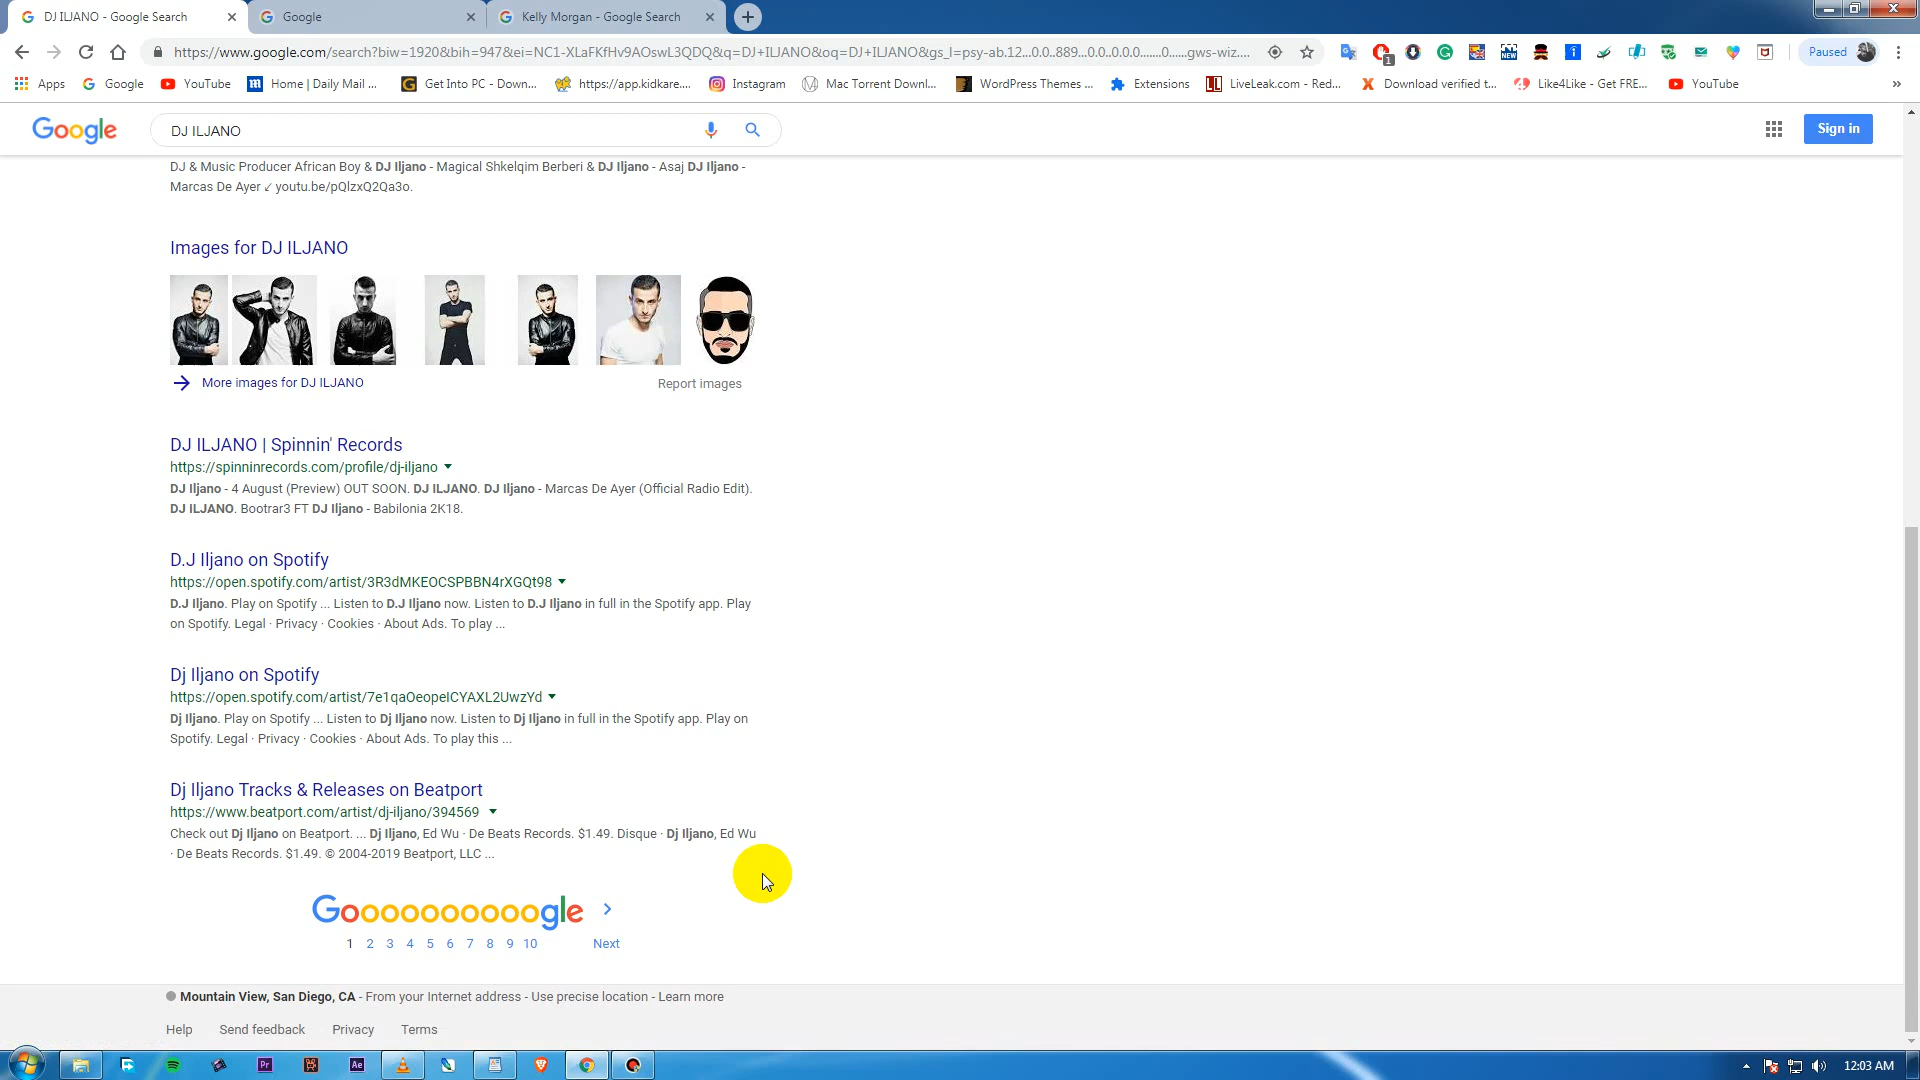 DJ ILJANO - Google Search
Google
Kelly Morgan - Google Search
https://www.google.com/search?biw=1920&bih=947&ei=NC1-XLaFKfHv9AOswL3QDQ&q=DJ+ILJANO&oq=DJ+ILJANO&gs_l=psy-ab.12...0.0..889...0.0..0.0.0.......0......gws-wiz....
1
NEW
Paused
Apps
Google
YouTube
Home | Daily Mail ...
Get Into PC - Down...
https://app.kidkare....
Instagram
Mac Torrent Downl...
WordPress Themes ...
Extensions
LiveLeak.com - Red...
Download verified t...
Like4Like - Get FRE...
YouTube
»
Google
DJ ILJANO
Sign in
DJ & Music Producer African Boy & DJ Iljano - Magical Shkelqim Berberi & DJ Iljano - Asaj DJ Iljano -
Marcas De Ayer ↙ youtu.be/pQlzxQ2Qa3o.
Images for DJ ILJANO
More images for DJ ILJANO
Report images
DJ ILJANO | Spinnin' Records
https://spinninrecords.com/profile/dj-iljano
DJ Iljano - 4 August (Preview) OUT SOON. DJ ILJANO. DJ Iljano - Marcas De Ayer (Official Radio Edit).
DJ ILJANO. Bootrar3 FT DJ Iljano - Babilonia 2K18.
D.J Iljano on Spotify
https://open.spotify.com/artist/3R3dMKEOCSPBBN4rXGQt98
D.J Iljano. Play on Spotify ... Listen to D.J Iljano now. Listen to D.J Iljano in full in the Spotify app. Play
on Spotify. Legal · Privacy · Cookies · About Ads. To play ...
Dj Iljano on Spotify
https://open.spotify.com/artist/7e1qaOeopeICYAXL2UwzYd
Dj Iljano. Play on Spotify ... Listen to Dj Iljano now. Listen to Dj Iljano in full in the Spotify app. Play on
Spotify. Legal · Privacy · Cookies · About Ads. To play this ...
Dj Iljano Tracks & Releases on Beatport
https://www.beatport.com/artist/dj-iljano/394569
Check out Dj Iljano on Beatport. ... Dj Iljano, Ed Wu · De Beats Records. $1.49. Disque · Dj Iljano, Ed Wu
· De Beats Records. $1.49. © 2004-2019 Beatport, LLC ...
Goooooooooogle
1 2 3 4 5 6 7 8 9 10 Next
Mountain View, San Diego, CA - From your Internet address - Use precise location - Learn more
Help Send feedback Privacy Terms
Pr
Ae
12:03 AM